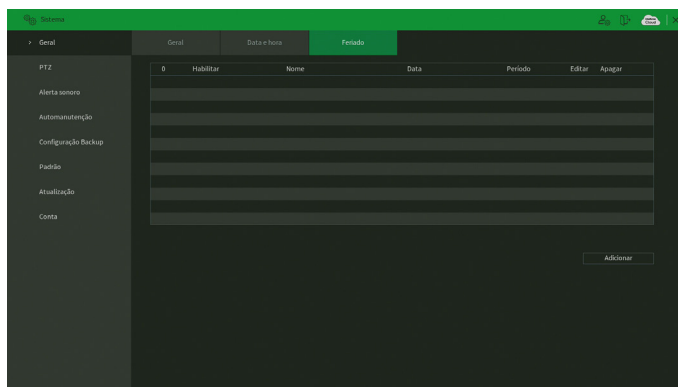 Sistema
Geral
PTZ
Alerta sonoro
Automanutenção
Configuração Backup
Padrão
Atualização
Conta
Geral Data e hora Feriado
0 Habilitar Nome Data Período Editar Apagar
Adicionar